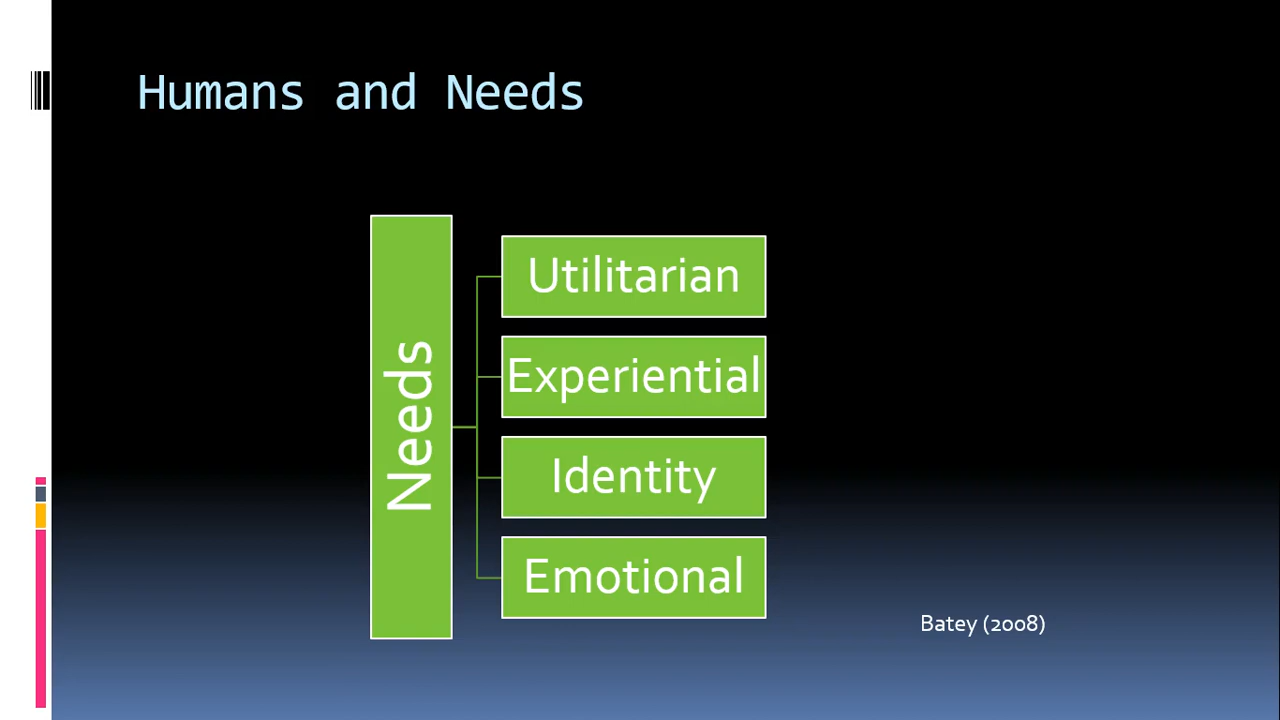 Humans and Needs
Needs
Utilitarian
Experiential
Identity
Emotional
Batey (2008)